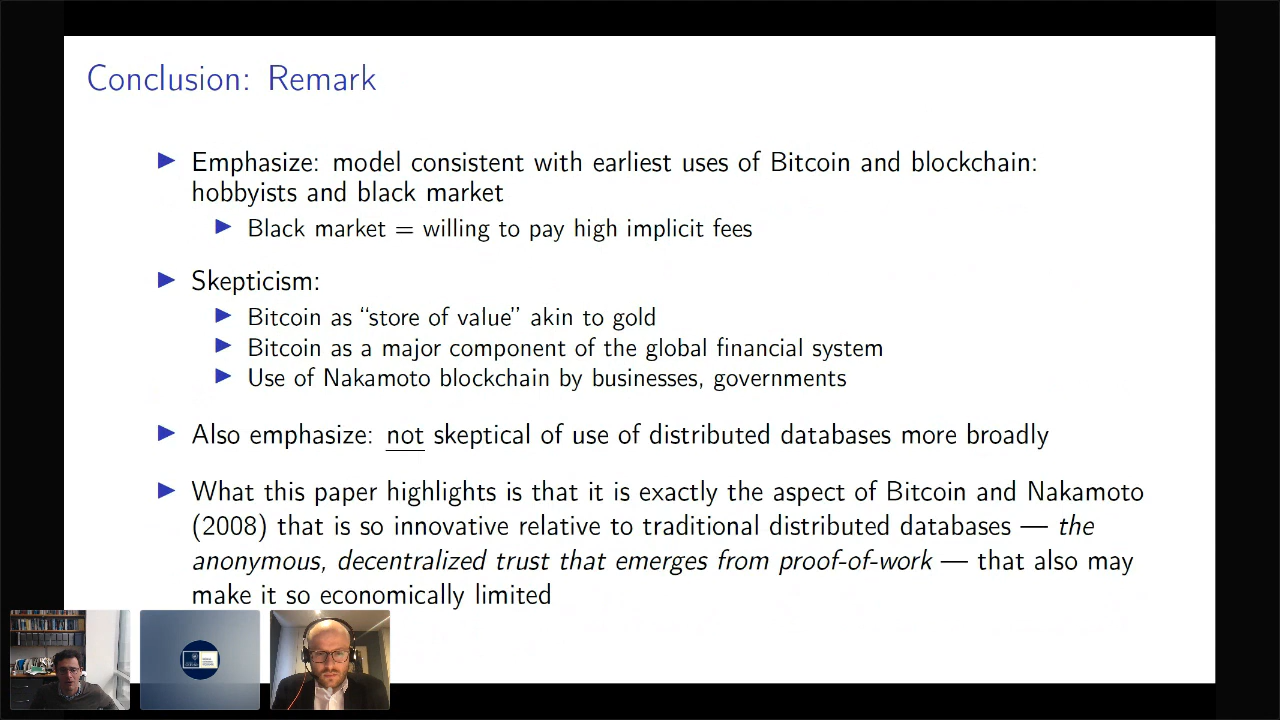 Conclusion: Remark
Emphasize: model consistent with earliest uses of Bitcoin and blockchain:
hobbyists and black market
Black market = willing to pay high implicit fees
Skepticism:
Bitcoin as “store of value” akin to gold
Bitcoin as a major component of the global financial system
Use of Nakamoto blockchain by businesses, governments
Also emphasize: not skeptical of use of distributed databases more broadly
What this paper highlights is that it is exactly the aspect of Bitcoin and Nakamoto
(2008) that is so innovative relative to traditional distributed databases — the
anonymous, decentralized trust that emerges from proof-of-work — that also may
make it so economically limited